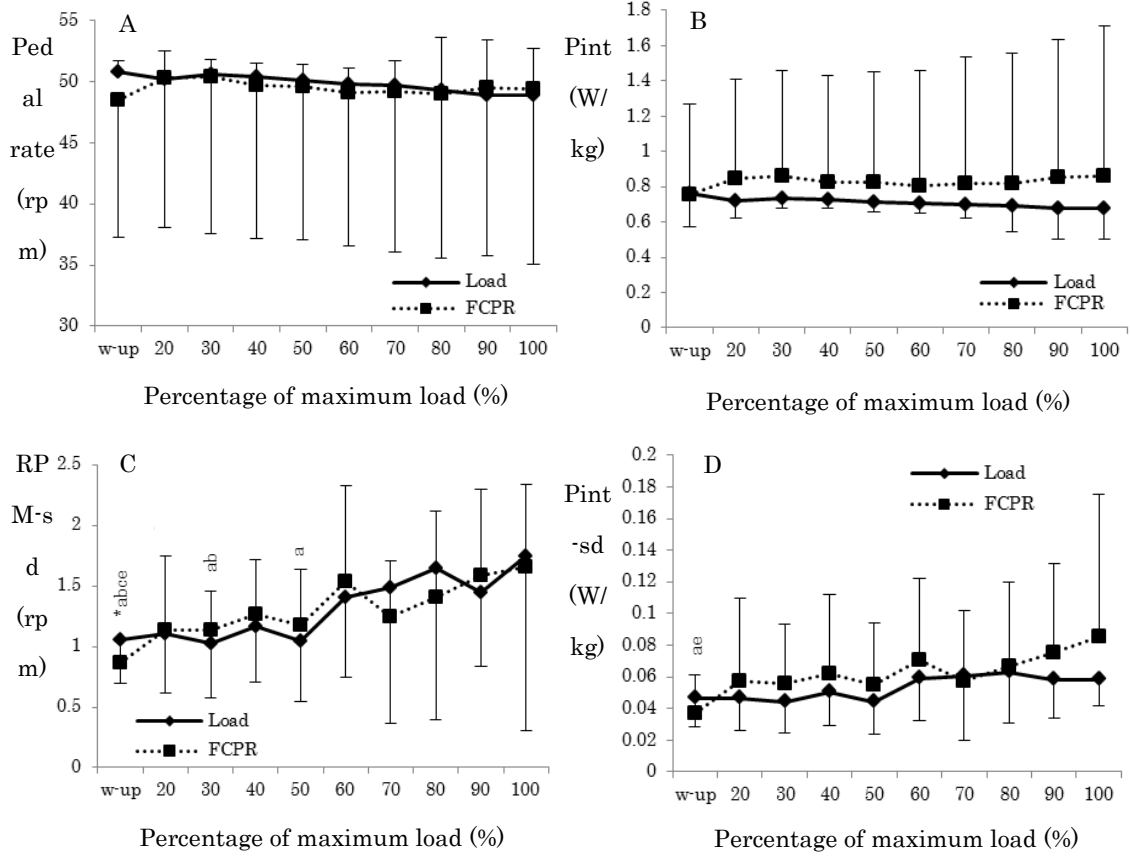 A
Ped
al
rate
(rp
m)
55
50
45
40
35
30
Load
FCPR
w-up 20 30 40 50 60 70 80 90 100
Percentage of maximum load (%)
B
Pint
(W/
kg)
1.8
1.6
1.4
1.2
1
0.8
0.6
0.4
0.2
0
Load
FCPR
w-up 20 30 40 50 60 70 80 90 100
Percentage of maximum load (%)
C
RP
M-s
d
(rp
m)
2.5
2
1.5
1
0.5
0
*abce
ab
a
Load
FCPR
w-up 20 30 40 50 60 70 80 90 100
Percentage of maximum load (%)
D
Pint
-sd
(W/
kg)
0.2
0.18
0.16
0.14
0.12
0.1
0.08
0.06
0.04
0.02
0
ae
Load
FCPR
w-up 20 30 40 50 60 70 80 90 100
Percentage of maximum load (%)